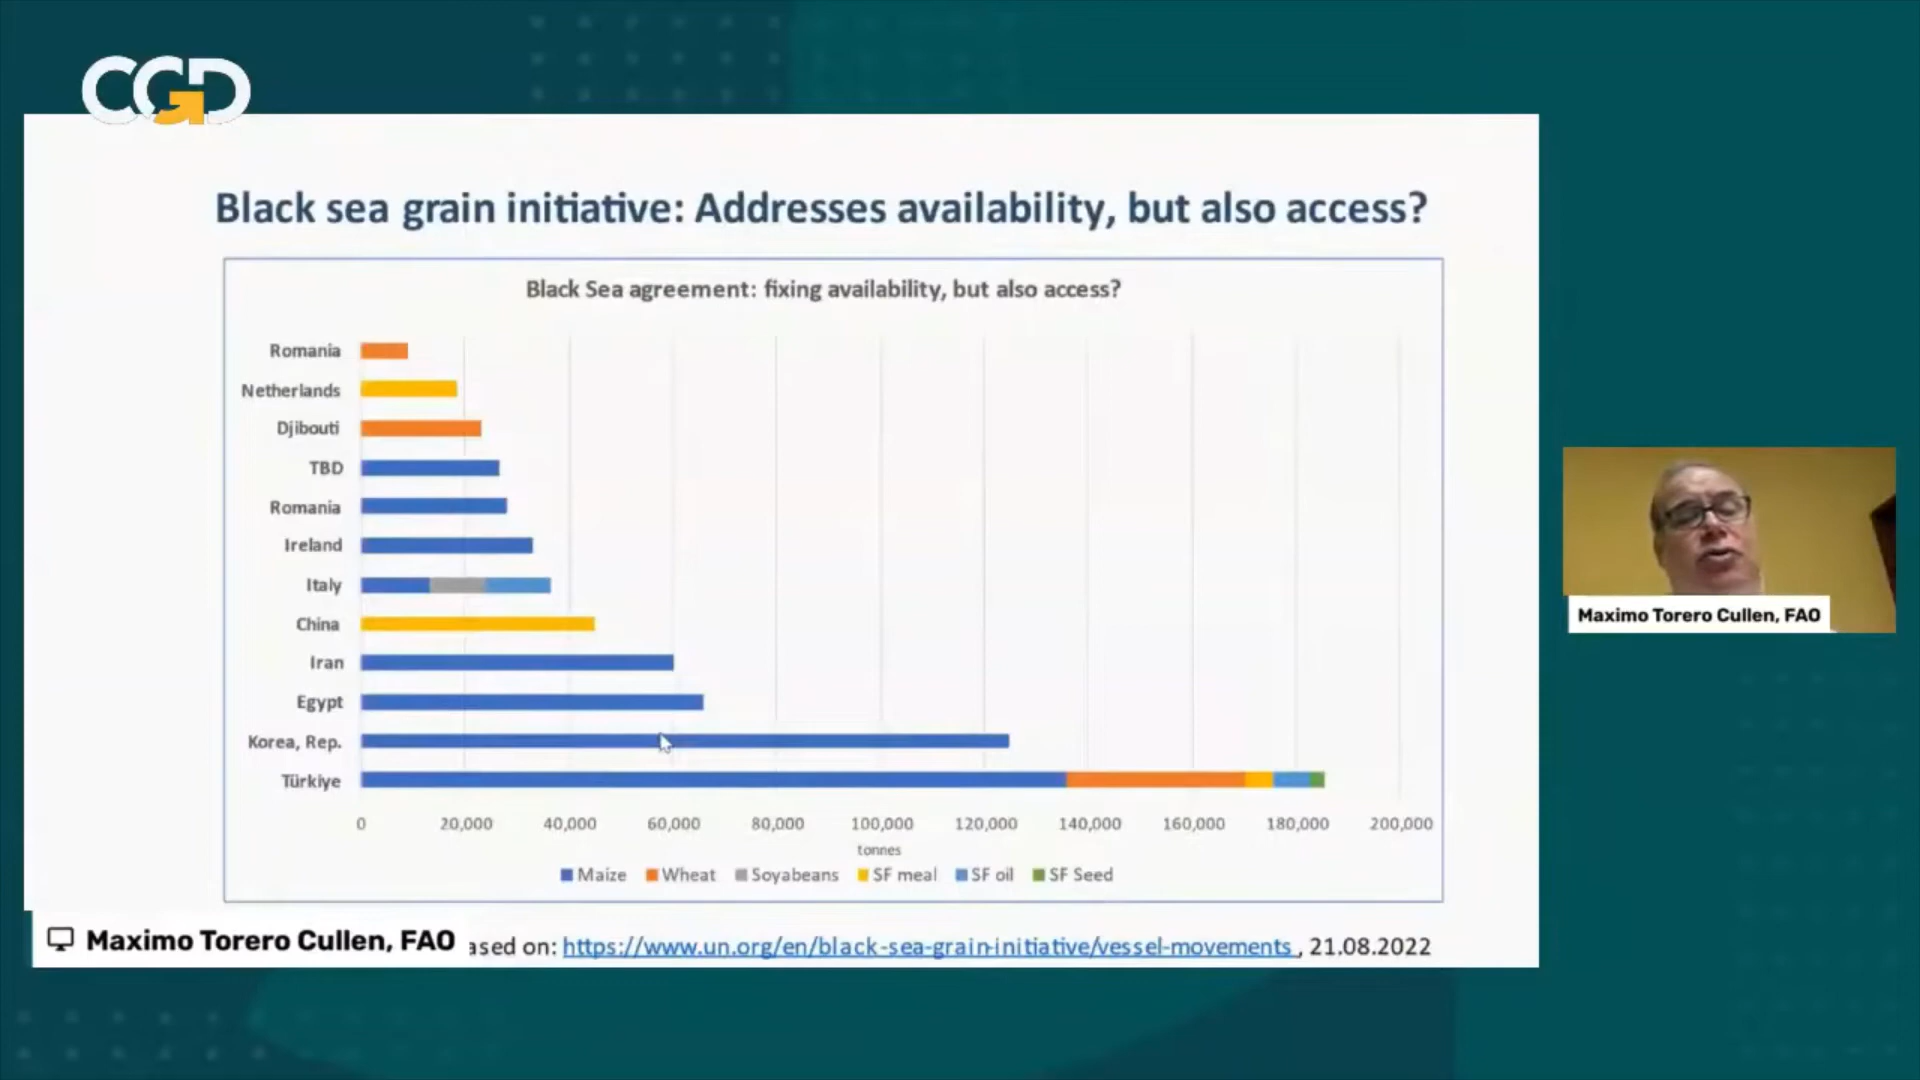 CGD
Black sea grain initiative: Addresses availability, but also access?
Black Sea agreement: fixing availability, but also access?
Romania
Netherlands
Djibouti
TBD
Romania
Ireland
Italy
China
Iran
Egypt
Korea, Rep.
Türkiye
0 20,000 40,000 60,000 80,000 100,000 120,000 140,000 160,000 180,000 200,000
tonnes
Maize Wheat Soyabeans SF meal SF oil SF Seed
Maximo Torero Cullen, FAO
ased on: https://www.un.org/en/black-sea-grain-initiative/vessel-movements , 21.08.2022
Maximo Torero Cullen, FAO